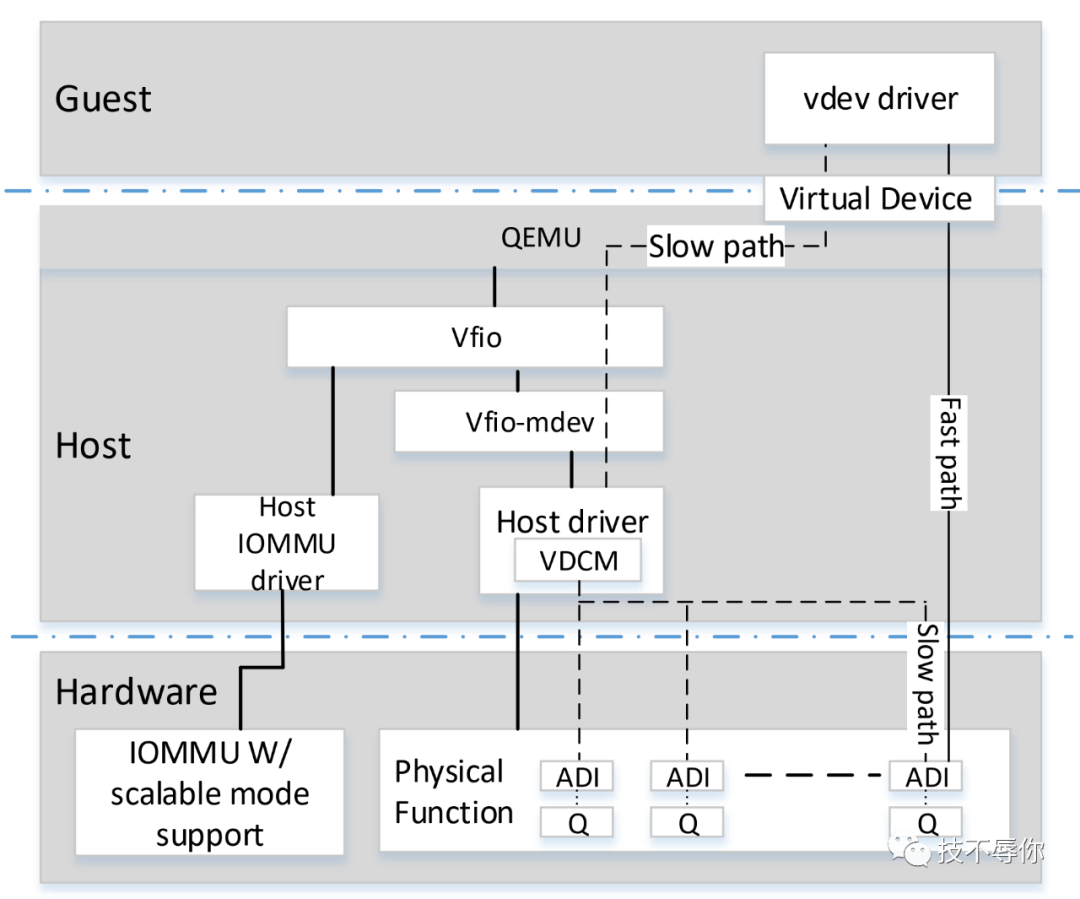 Guest
vdev driver
Virtual Device
QEMU
Slow path
Vfio
Vfio-mdev
Host
Fast path
Host
IOMMU
driver
Host driver
VDCM
Slow path
Hardware
IOMMU W/
scalable mode
support
Physical
Function
ADI
ADI
ADI
Q
Q
Q
技不辱你